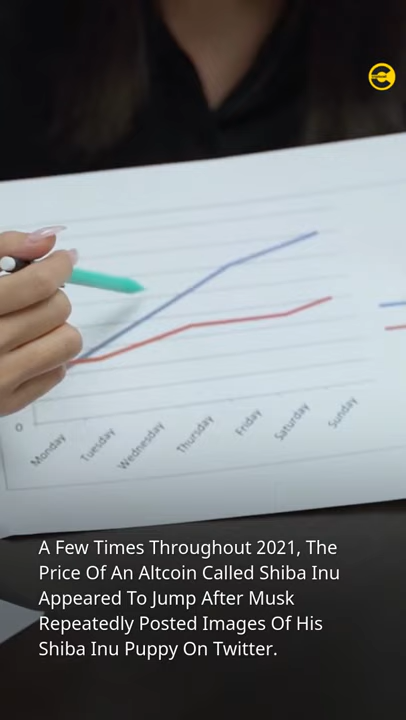 0
Monday
Tuesday
Wednesday
Thursday
Friday
Saturday
Sunday
A Few Times Throughout 2021, The
Price Of An Altcoin Called Shiba Inu
Appeared To Jump After Musk
Repeatedly Posted Images Of His
Shiba Inu Puppy On Twitter.